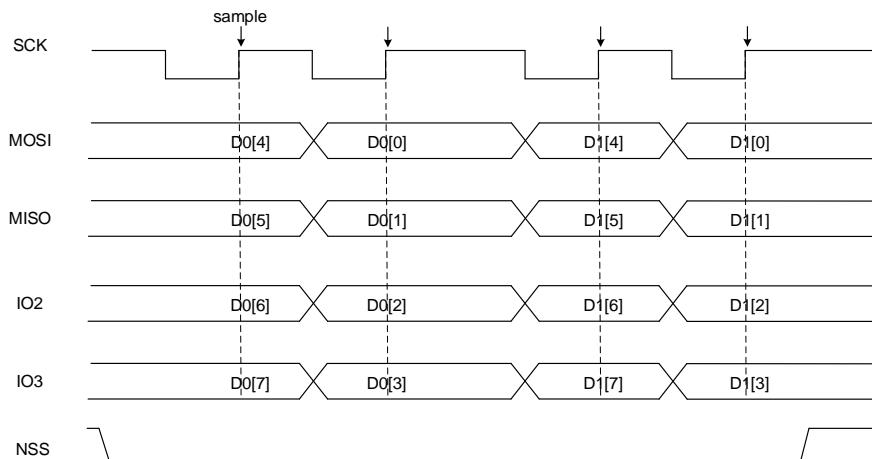 sample
SCK
MOSI D0[4] D0[0] D1[4] D1[0]
MISO D0[5] D0[1] D1[5] D1[1]
IO2 D0[6] D0[2] D1[6] D1[2]
IO3 D0[7] D0[3] D1[7] D1[3]
NSS